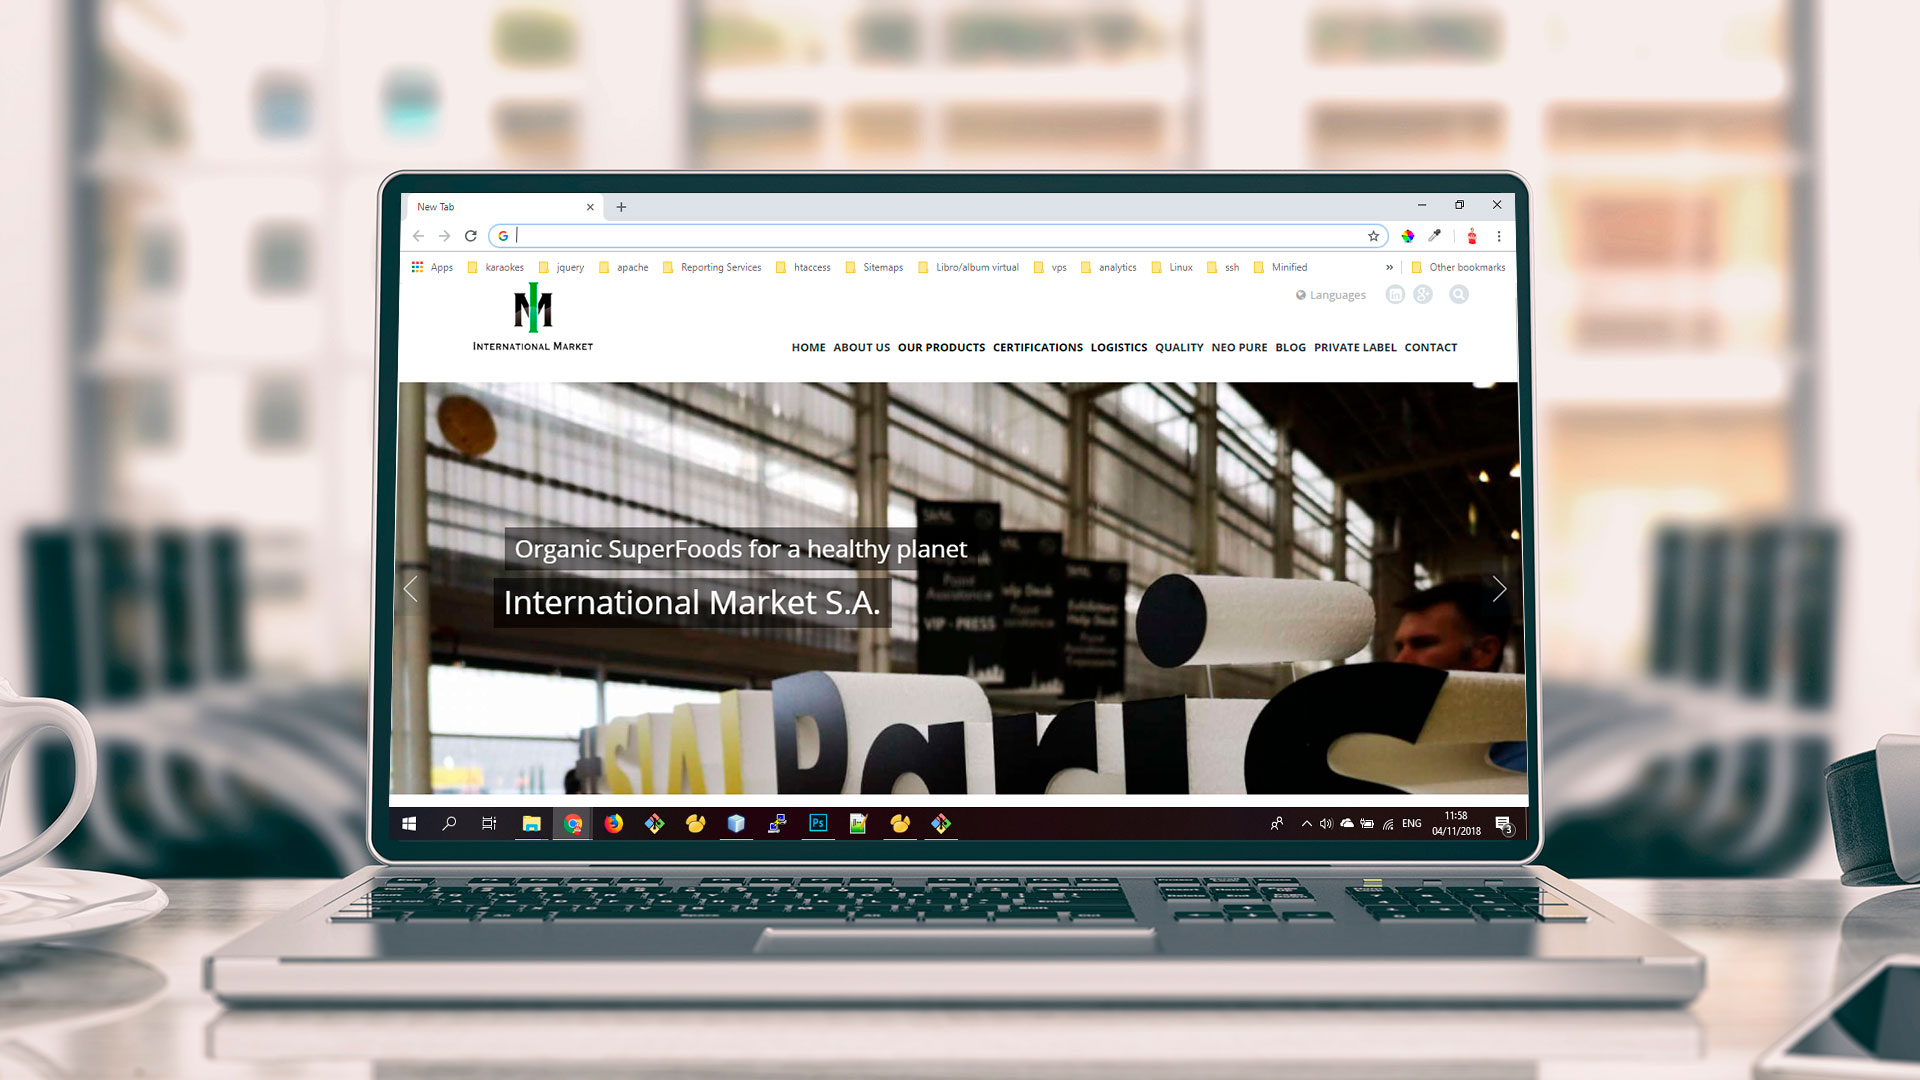 New Tab
Apps karaokes jquery apache Reporting Services htaccess Sitemaps Libro/album virtual vps analytics Linux ssh Minified » Other bookmarks
Languages
INTERNATIONAL MARKET
HOME ABOUT US OUR PRODUCTS CERTIFICATIONS LOGISTICS QUALITY NEO PURE BLOG PRIVATE LABEL CONTACT
Organic SuperFoods for a healthy planet
International Market S.A.
VIP - PRESS
SIAL Paris
Ps
ENG
11:58
04/11/2018
3